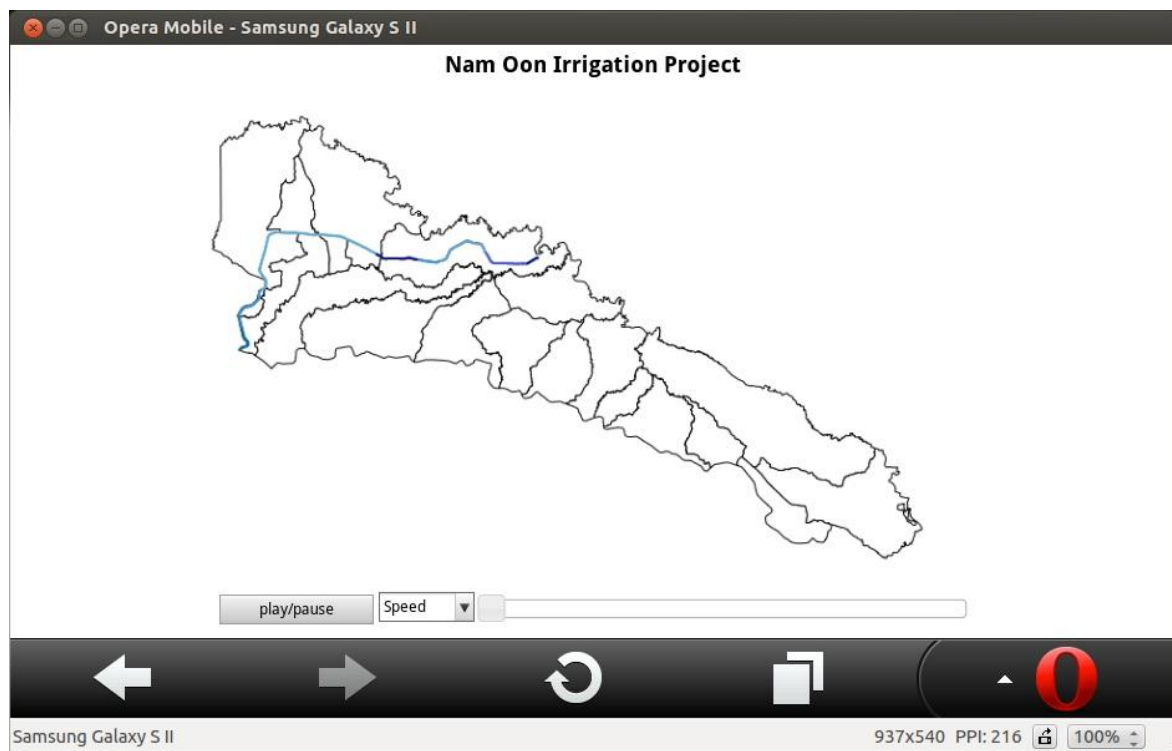 Opera Mobile - Samsung Galaxy S II
Nam Oon Irrigation Project
play/pause
Speed
Samsung Galaxy S II
937x540 PPI: 216
100%